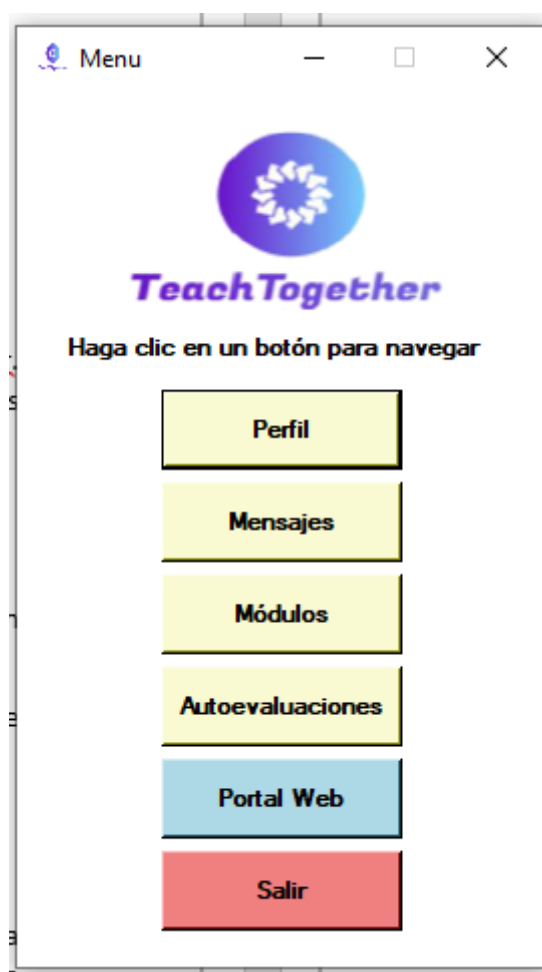 Menu
TeachTogether
Haga clic en un botón para navegar
Perfil
Mensajes
Módulos
Autoevaluaciones
Portal Web
Salir